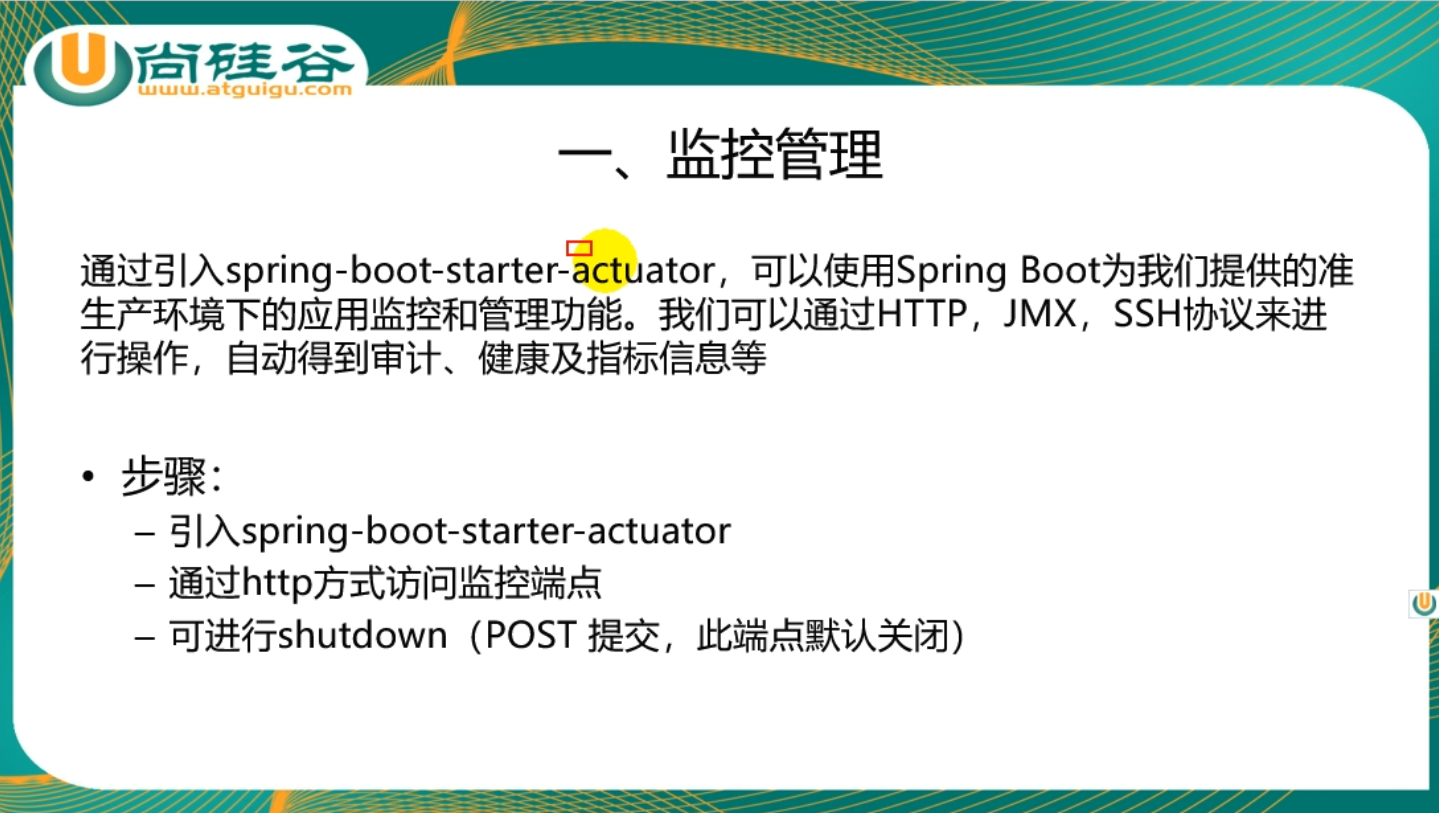 尚硅谷
www.atguigu.com
一、监控管理
通过引入spring-boot-starter-actuator，可以使用Spring Boot为我们提供的准
生产环境下的应用监控和管理功能。我们可以通过HTTP，JMX，SSH协议来进
行操作，自动得到审计、健康及指标信息等
• 步骤：
– 引入spring-boot-starter-actuator
– 通过http方式访问监控端点
– 可进行shutdown（POST 提交，此端点默认关闭）